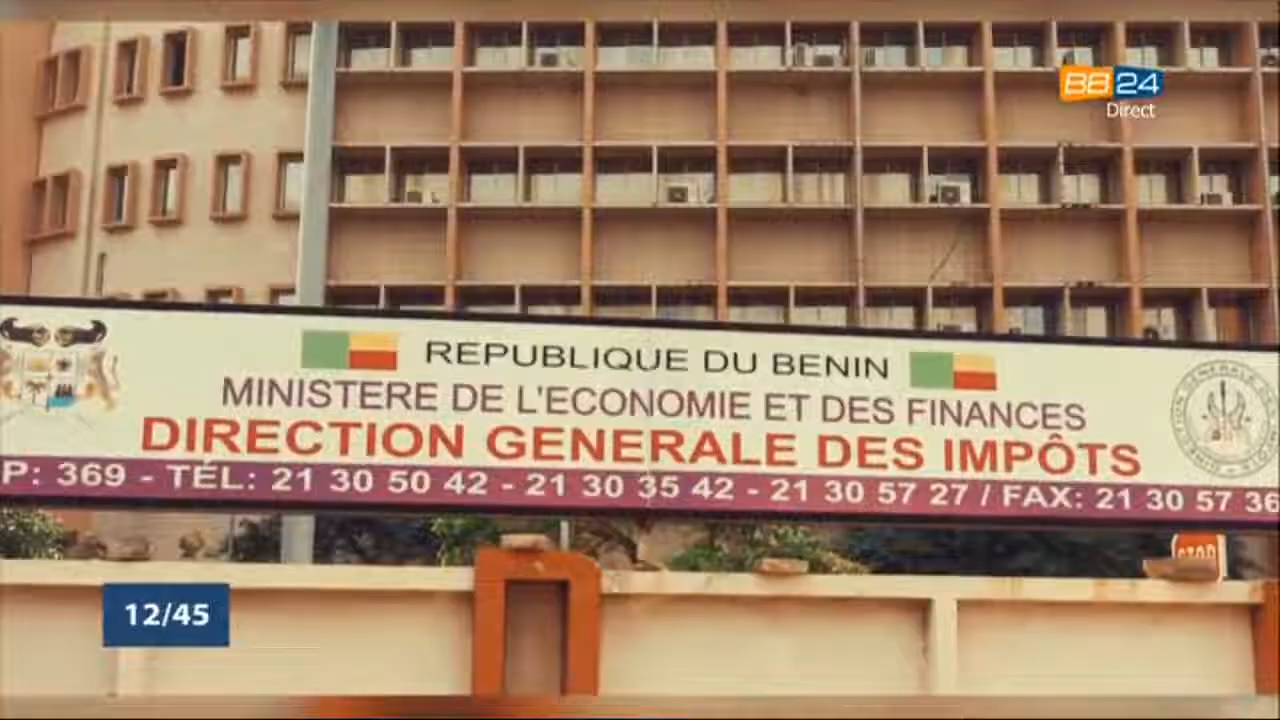 BB24
Direct
REPUBLIQUE DU BENIN
MINISTERE DE L'ECONOMIE ET DES FINANCES
DIRECTION GENERALE DES IMPÔTS
P: 369 - TÉL: 21 30 50 42 - 21 30 35 42 - 21 30 57 27 / FAX: 21 30 57 36
STOP
12/45